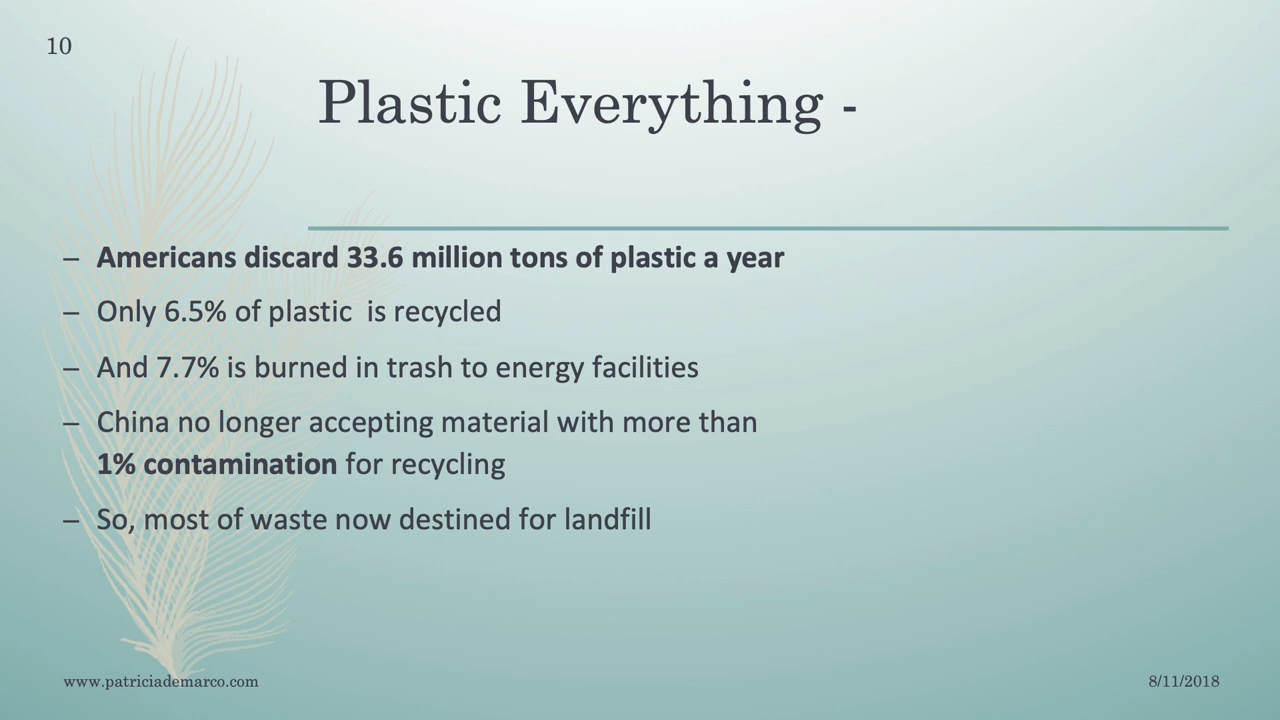 10
Plastic Everything -
– Americans discard 33.6 million tons of plastic a year
– Only 6.5% of plastic  is recycled
– And 7.7% is burned in trash to energy facilities
– China no longer accepting material with more than
1% contamination for recycling
– So, most of waste now destined for landfill
www.patriciademarco.com
8/11/2018